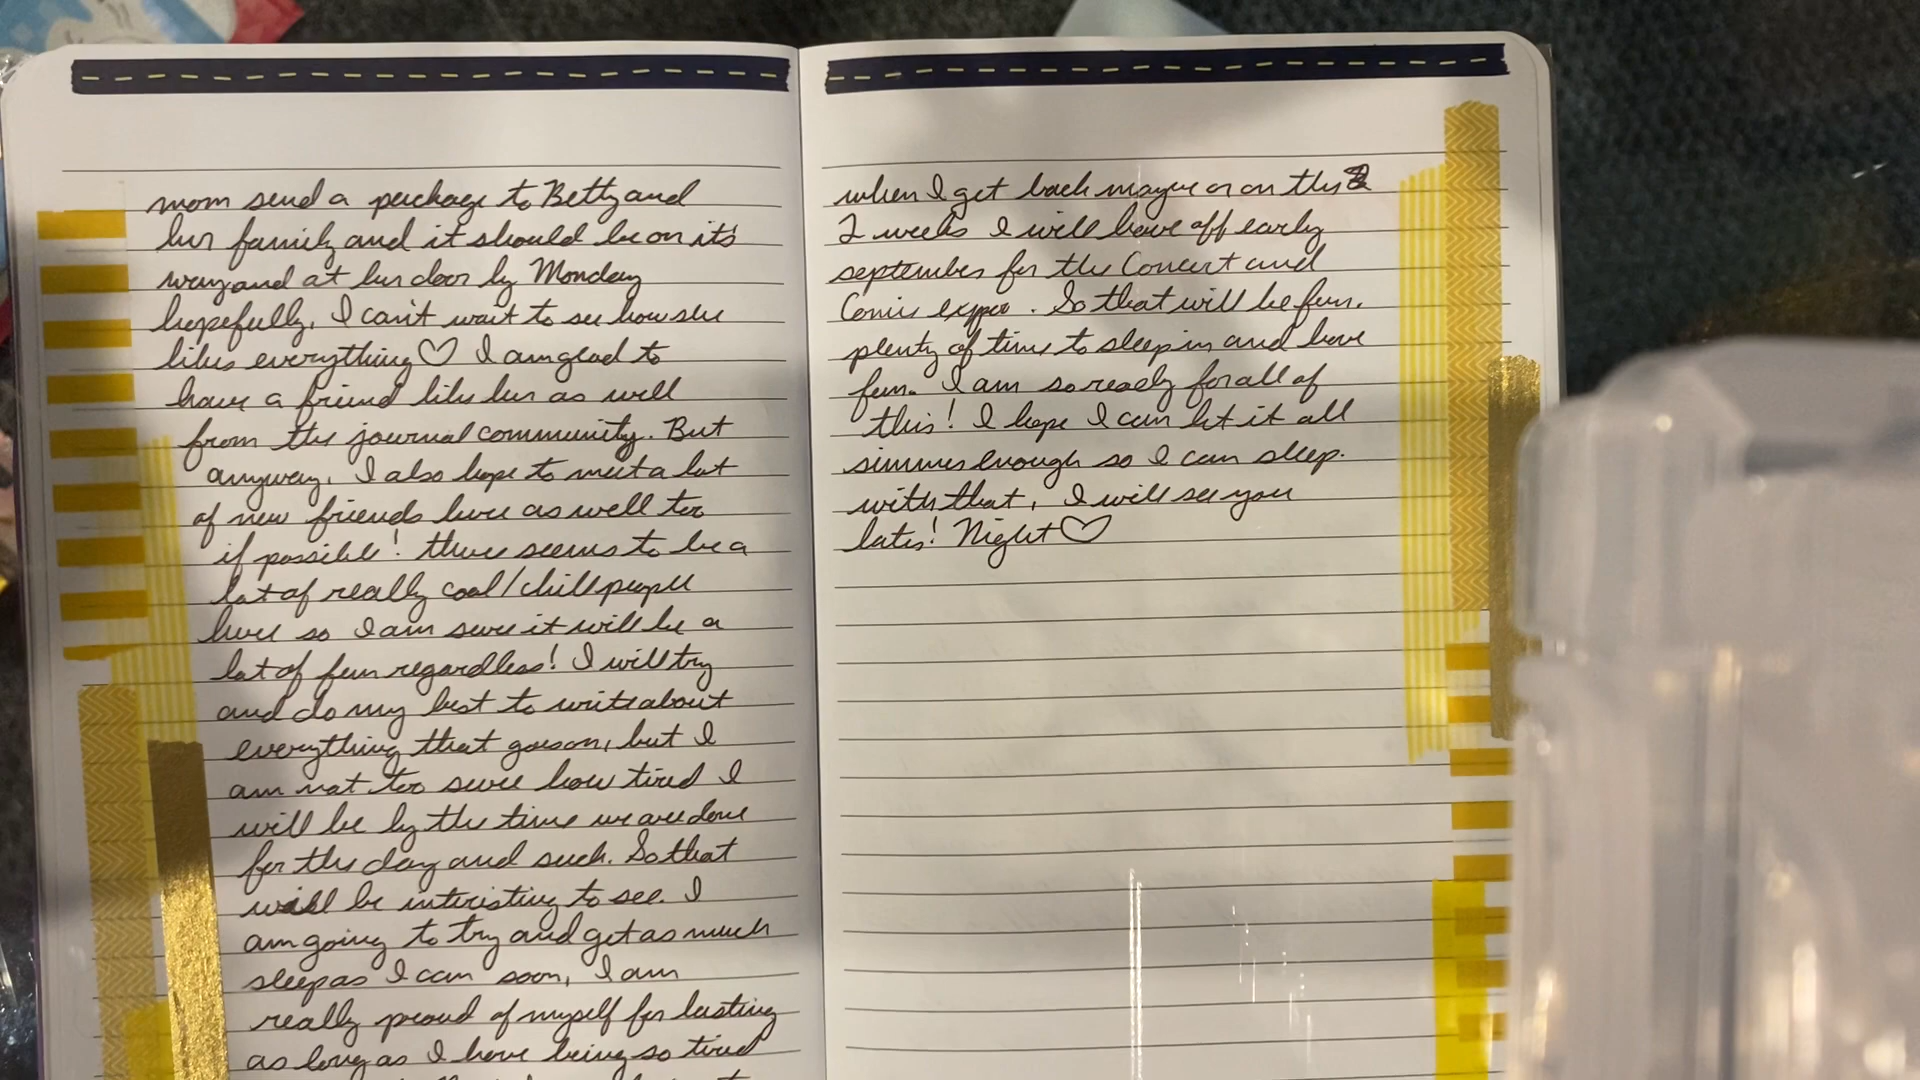 mom send a package to Betty and
her family and it should be on it's
way and at her door by Monday
hopefully. I can't wait to see how she
likes everything♡ I am glad to
have a friend like her as well
from the journal community. But
anyway, I also hope to meet a lot
of new friends here as well too
if possible! there seems to be a
lot of really cool/chill people
here so I am sure it will be a
lot of fun regardless! I will try
and do my best to write about
everything that goes on, but I
am not too sure how tired I
will be by the time we are done
for the day and such. So that
will be interesting to see. I
am going to try and get as much
sleep as I can soon, I am
really proud of myself for lasting
as long as I have being so tired
when I get back or on the
2 weeks I will have off early
september for the Concert and
Comic expo. So that will be fun.
plenty of time to sleep in and have
fun. I am so ready for all of
this! I hope I can let it all
simmer enough so I can sleep.
with that, I will see you
later! Night♡